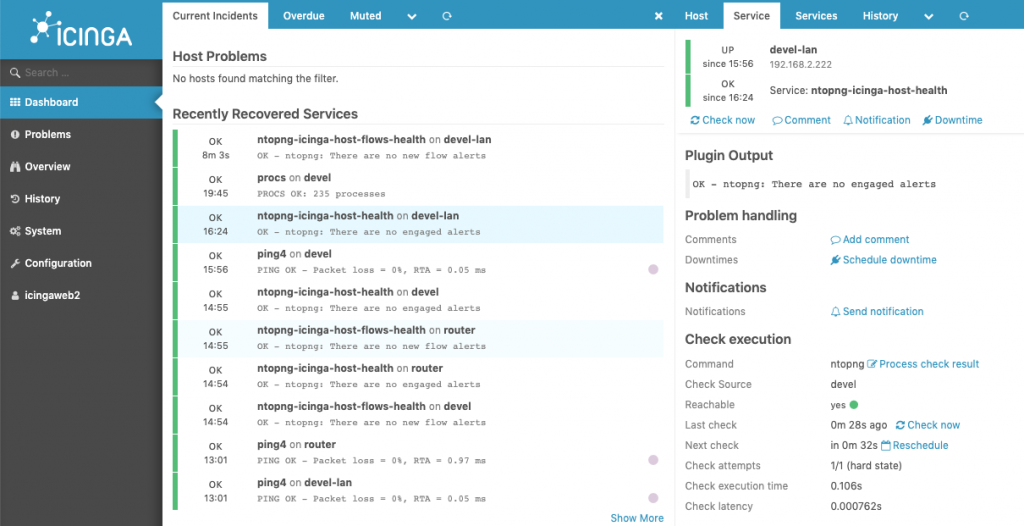 ICINGA
Search ...
Dashboard
Problems
Overview
History
System
Configuration
icingaweb2
Current Incidents Overdue Muted
Host Problems
No hosts found matching the filter.
Recently Recovered Services
OK ntopng-icinga-host-flows-health on devel-lan
8m 3s OK - ntopng: There are no new flow alerts
OK procs on devel
19:45 PROCS OK: 235 processes
OK ntopng-icinga-host-health on devel-lan
16:24 OK - ntopng: There are no engaged alerts
OK ping4 on devel
15:56 PING OK - Packet loss = 0%, RTA = 0.05 ms
OK ntopng-icinga-host-health on devel
14:55 OK - ntopng: There are no engaged alerts
OK ntopng-icinga-host-flows-health on router
14:55 OK - ntopng: There are no new flow alerts
OK ntopng-icinga-host-health on router
14:54 OK - ntopng: There are no engaged alerts
OK ntopng-icinga-host-flows-health on devel
14:54 OK - ntopng: There are no new flow alerts
OK ping4 on router
13:01 PING OK - Packet loss = 0%, RTA = 0.97 ms
OK ping4 on devel-lan
13:01 PING OK - Packet loss = 0%, RTA = 0.05 ms
Show More
Host Service Services History
UP devel-lan
since 15:56 192.168.2.222
OK
since 16:24 Service: ntopng-icinga-host-health
Check now Comment Notification Downtime
Plugin Output
OK - ntopng: There are no engaged alerts
Problem handling
Comments Add comment
Downtimes Schedule downtime
Notifications
Notifications Send notification
Check execution
Command ntopng Process check result
Check Source devel
Reachable yes
Last check 0m 28s ago Check now
Next check in 0m 32s Reschedule
Check attempts 1/1 (hard state)
Check execution time 0.106s
Check latency 0.000762s